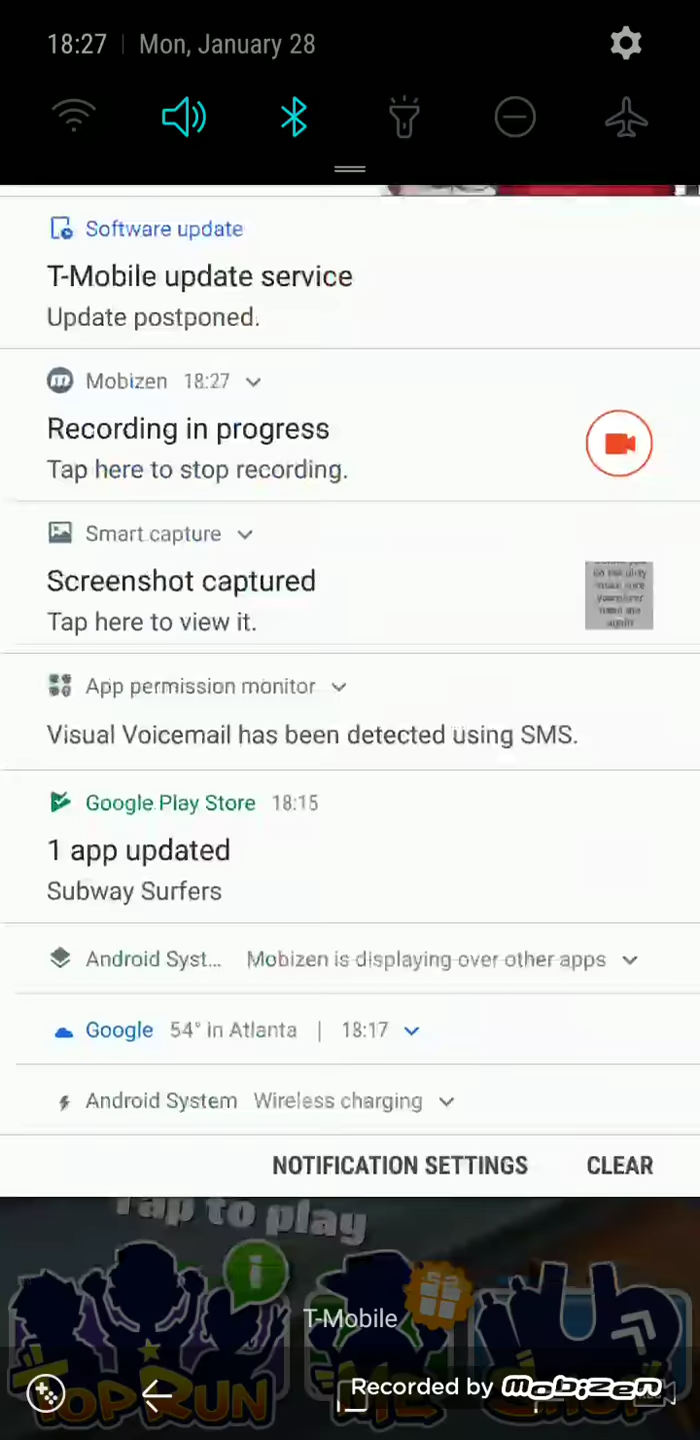 18:27 | Mon, January 28
Software update
T-Mobile update service
Update postponed.
Mobizen 18:27
Recording in progress
Tap here to stop recording.
Smart capture
Screenshot captured
Tap here to view it.
App permission monitor
Visual Voicemail has been detected using SMS.
Google Play Store 18:15
1 app updated
Subway Surfers
Android Syst... Mobizen is displaying over other apps
Google 54° in Atlanta | 18:17
Android System Wireless charging
NOTIFICATION SETTINGS CLEAR
Tap to play
T-Mobile
TOP RUN ME
Recorded by mobizen